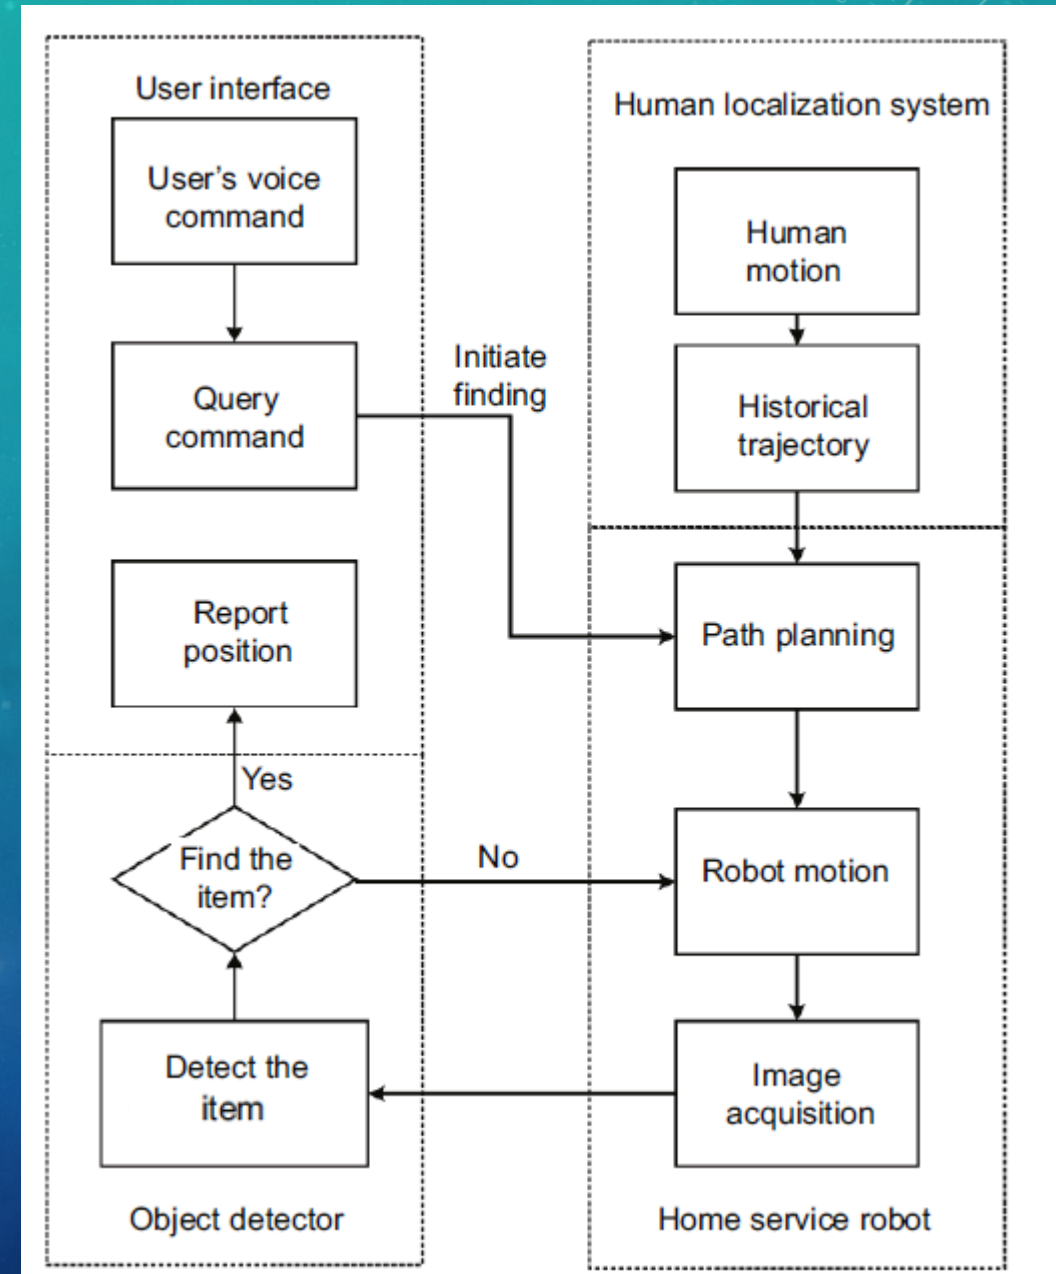 User interface
User's voice
command
Query
command
Report
position
Yes
Find the
item?
Detect the
item
Object detector
Initiate
finding
No
Human localization system
Human
motion
Historical
trajectory
Path planning
Robot motion
Image
acquisition
Home service robot